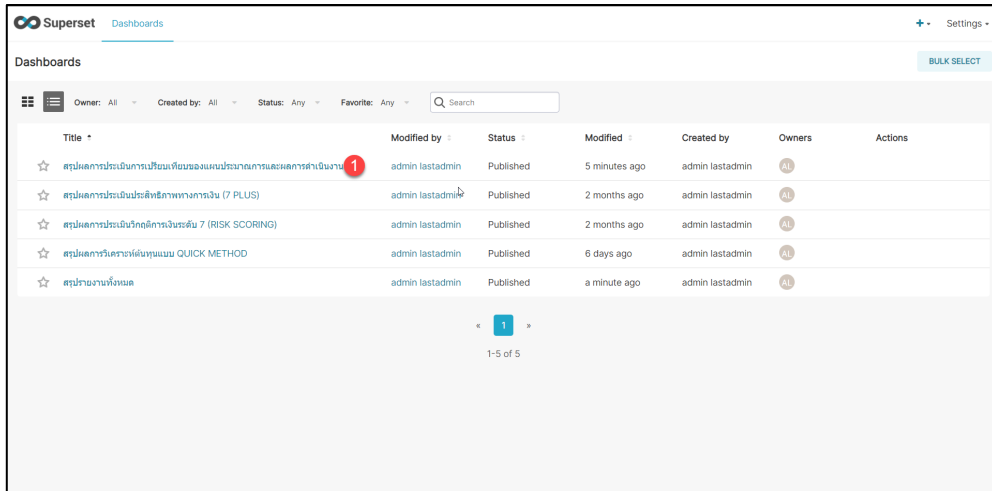 Superset Dashboards + Settings
Dashboards BULK SELECT
Owner: All Created by: All Status: Any Favorite: Any Search
Title Modified by Status Modified Created by Owners Actions
สรุปผลการประเมินการเปรียบเทียบของแผนประมาณการและผลการดำเนินงาน 1 admin lastadmin Published 5 minutes ago admin lastadmin AL
สรุปผลการประเมินประสิทธิภาพทางการเงิน (7 PLUS) admin lastadmin Published 2 months ago admin lastadmin AL
สรุปผลการประเมินวิกฤติการเงินระดับ 7 (RISK SCORING) admin lastadmin Published 2 months ago admin lastadmin AL
สรุปผลการวิเคราะห์ต้นทุนแบบ QUICK METHOD admin lastadmin Published 6 days ago admin lastadmin AL
สรุปรายงานทั้งหมด admin lastadmin Published a minute ago admin lastadmin AL
« 1 »
1-5 of 5